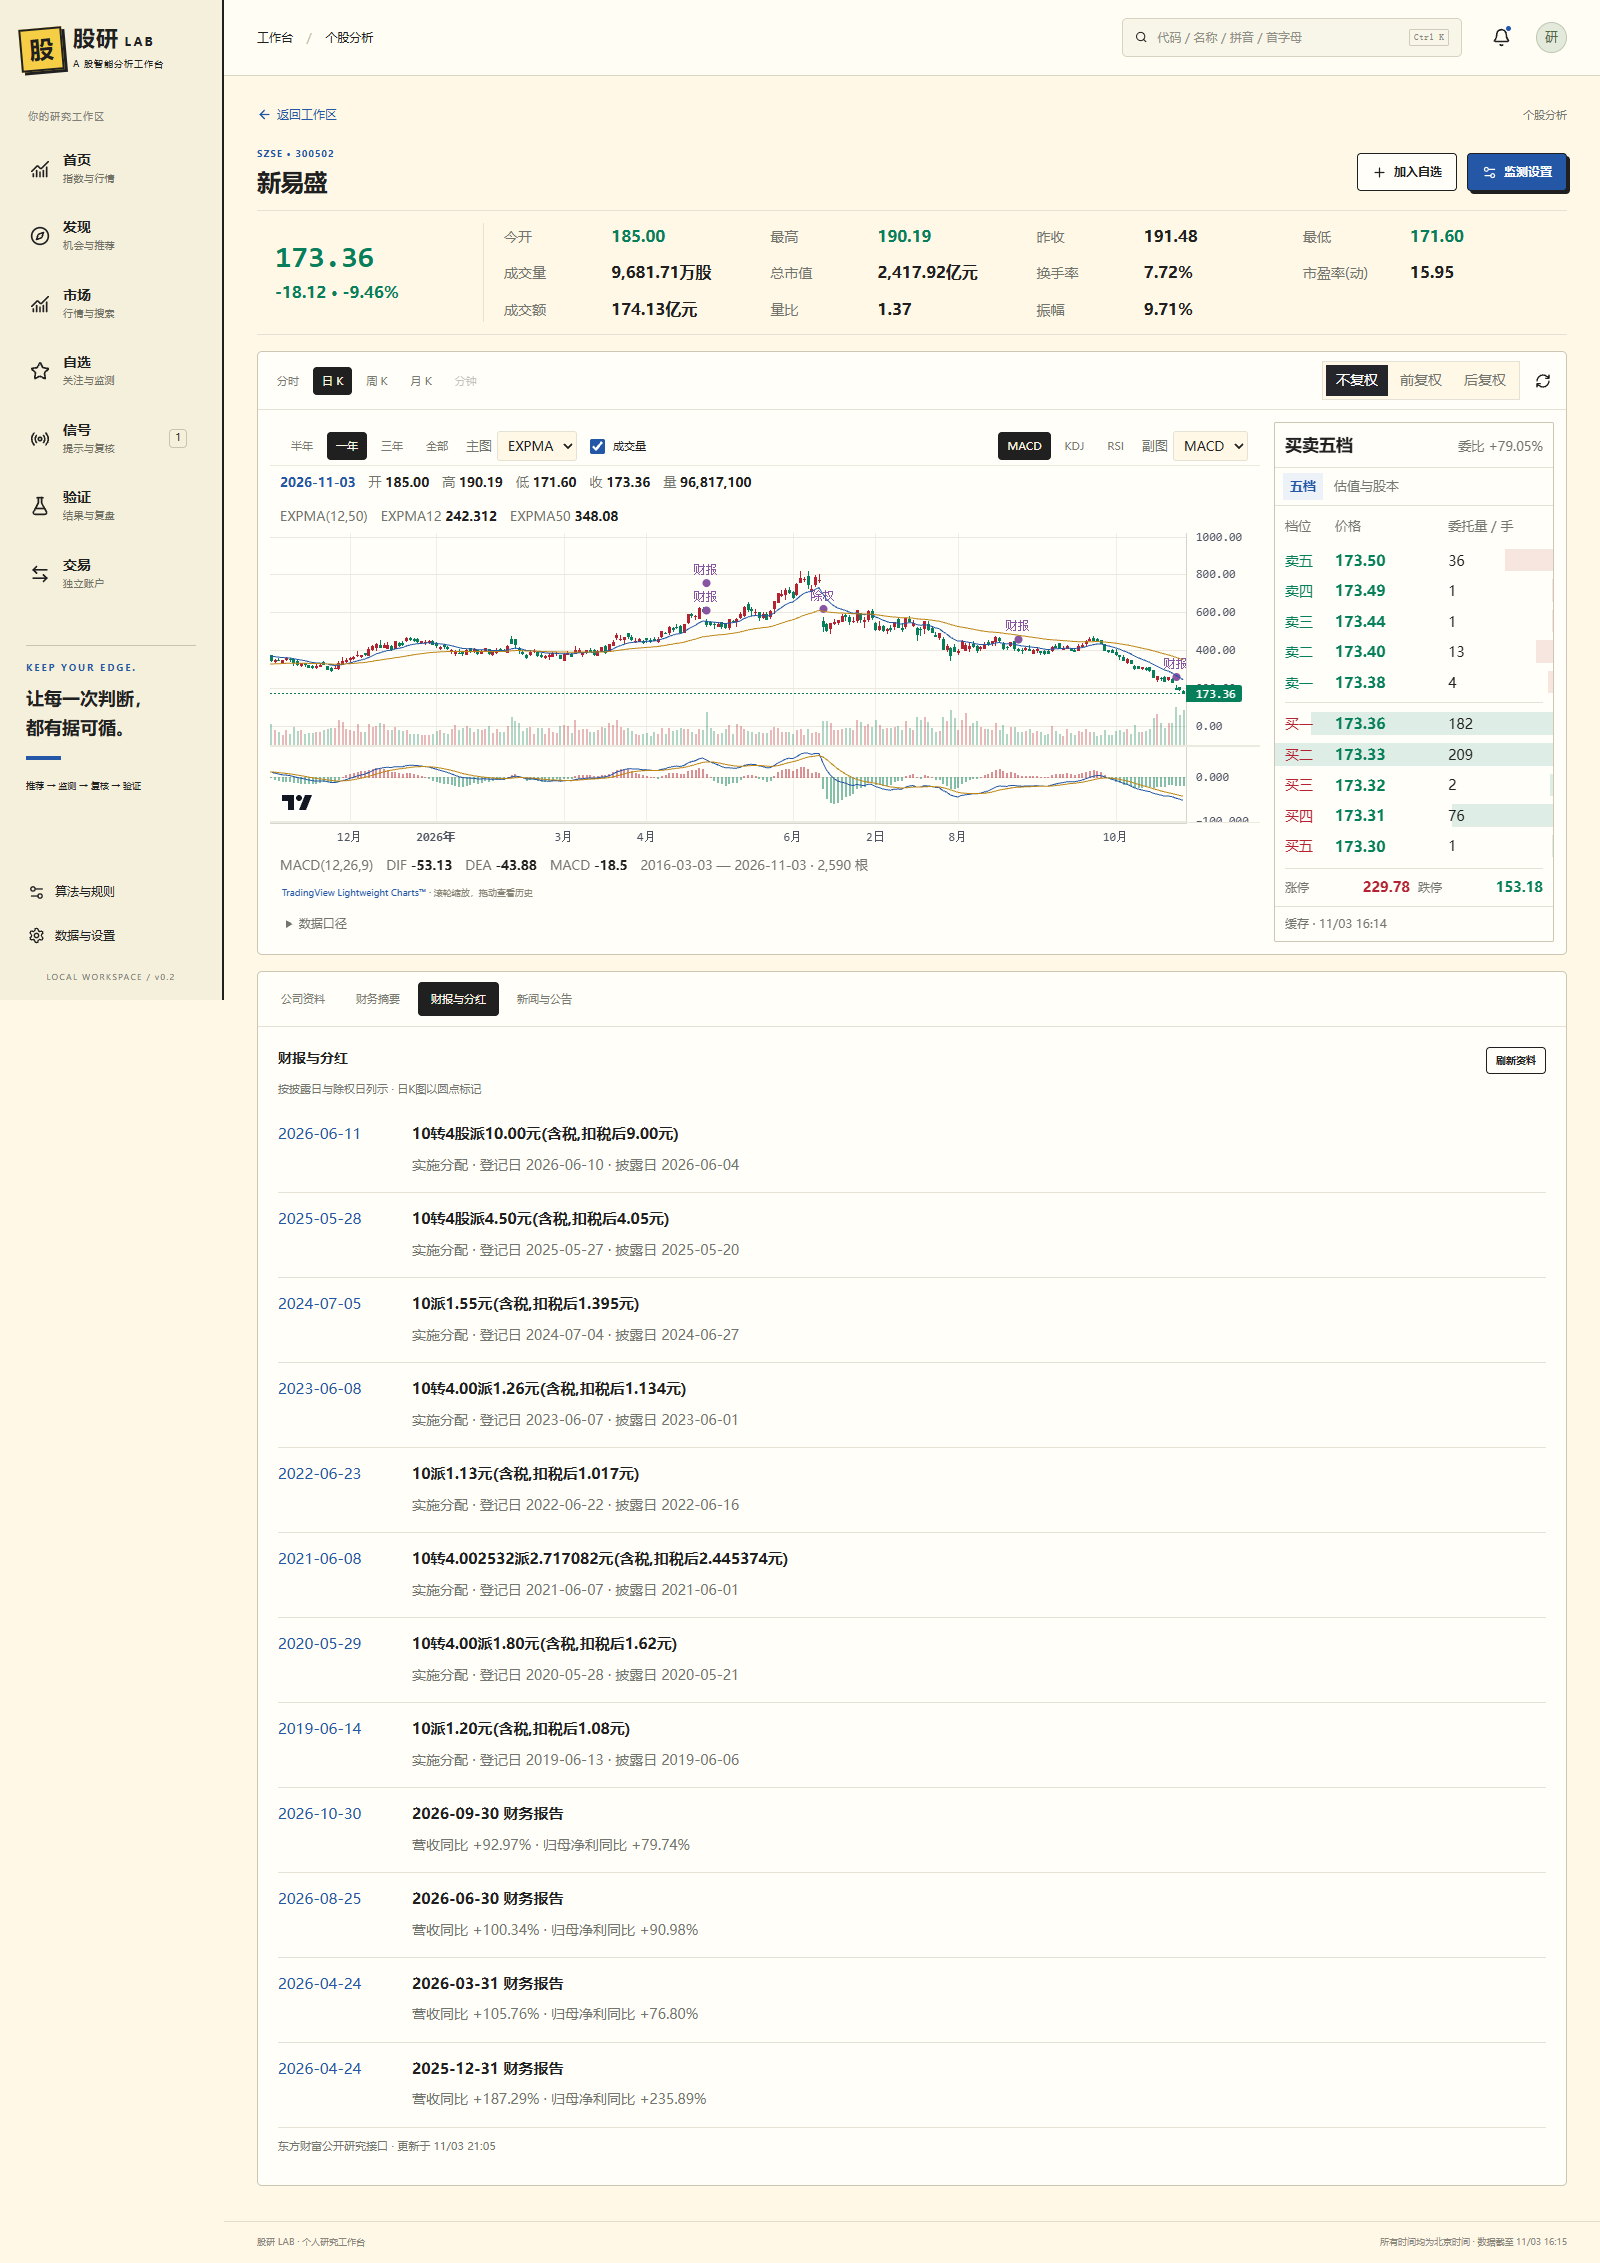 股
股研 LAB
A 股智能分析工作台
你的研究工作区
首页
指数与行情
发现
机会与推荐
市场
行情与搜索
自选
关注与监测
信号
提示与复核
1
验证
结果与复盘
交易
独立账户
KEEP YOUR EDGE.
让每一次判断，
都有据可循。
推荐 → 监测 → 复核 → 验证
算法与规则
数据与设置
LOCAL WORKSPACE / v0.2
工作台 / 个股分析
代码 / 名称 / 拼音 / 首字母
Ctrl K
研
← 返回工作区
个股分析
SZSE • 300502
新易盛
+ 加入自选
监测设置
173.36
-18.12 • -9.46%
今开 185.00 最高 190.19 昨收 191.48 最低 171.60
成交量 9,681.71万股 总市值 2,417.92亿元 换手率 7.72% 市盈率(动) 15.95
成交额 174.13亿元 量比 1.37 振幅 9.71%
分时 日 K 周 K 月 K 分钟
不复权 前复权 后复权
半年 一年 三年 全部 主图 EXPMA 成交量
MACD KDJ RSI 副图 MACD
2026-11-03 开 185.00 高 190.19 低 171.60 收 173.36 量 96,817,100
EXPMA(12,50) EXPMA12 242.312 EXPMA50 348.08
1000.00
800.00
600.00
400.00
173.36
0.00
0.000
-100.000
财报
财报
除权
财报
财报
12月 2026年 3月 4月 6月 2日 8月 10月
MACD(12,26,9) DIF -53.13 DEA -43.88 MACD -18.5 2016-03-03 — 2026-11-03 · 2,590 根
TradingView Lightweight Charts™ · 滚轮缩放，拖动查看历史
▶ 数据口径
买卖五档
委比 +79.05%
五档 估值与股本
档位 价格 委托量 / 手
卖五 173.50 36
卖四 173.49 1
卖三 173.44 1
卖二 173.40 13
卖一 173.38 4
买一 173.36 182
买二 173.33 209
买三 173.32 2
买四 173.31 76
买五 173.30 1
涨停 229.78 跌停 153.18
缓存 · 11/03 16:14
公司资料 财务摘要 财报与分红 新闻与公告
财报与分红
刷新资料
按披露日与除权日列示 · 日K图以圆点标记
2026-06-11 10转4股派10.00元(含税,扣税后9.00元)
实施分配 · 登记日 2026-06-10 · 披露日 2026-06-04
2025-05-28 10转4股派4.50元(含税,扣税后4.05元)
实施分配 · 登记日 2025-05-27 · 披露日 2025-05-20
2024-07-05 10派1.55元(含税,扣税后1.395元)
实施分配 · 登记日 2024-07-04 · 披露日 2024-06-27
2023-06-08 10转4.00派1.26元(含税,扣税后1.134元)
实施分配 · 登记日 2023-06-07 · 披露日 2023-06-01
2022-06-23 10派1.13元(含税,扣税后1.017元)
实施分配 · 登记日 2022-06-22 · 披露日 2022-06-16
2021-06-08 10转4.002532派2.717082元(含税,扣税后2.445374元)
实施分配 · 登记日 2021-06-07 · 披露日 2021-06-01
2020-05-29 10转4.00派1.80元(含税,扣税后1.62元)
实施分配 · 登记日 2020-05-28 · 披露日 2020-05-21
2019-06-14 10派1.20元(含税,扣税后1.08元)
实施分配 · 登记日 2019-06-13 · 披露日 2019-06-06
2026-10-30 2026-09-30 财务报告
营收同比 +92.97% · 归母净利同比 +79.74%
2026-08-25 2026-06-30 财务报告
营收同比 +100.34% · 归母净利同比 +90.98%
2026-04-24 2026-03-31 财务报告
营收同比 +105.76% · 归母净利同比 +76.80%
2026-04-24 2025-12-31 财务报告
营收同比 +187.29% · 归母净利同比 +235.89%
东方财富公开研究接口 · 更新于 11/03 21:05
股研 LAB · 个人研究工作台
所有时间均为北京时间 · 数据截至 11/03 16:15